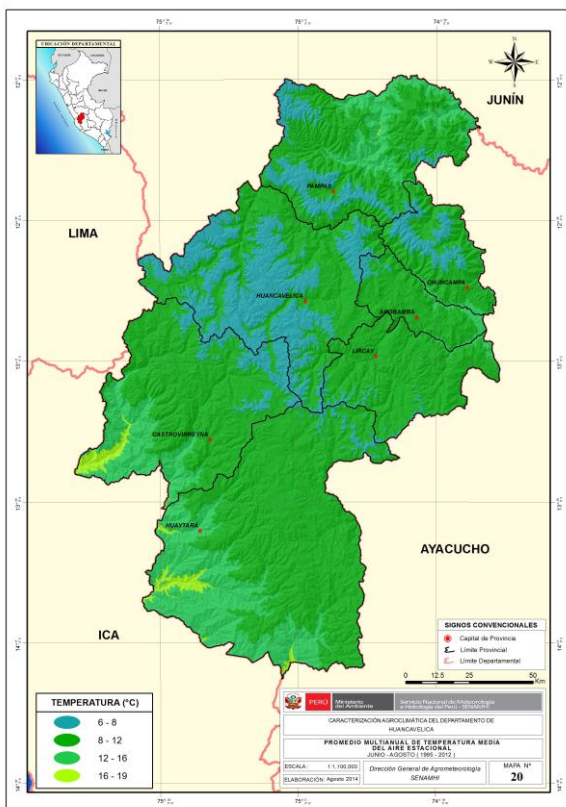 UBICACIÓN DEPARTAMENTAL
JUNÍN
LIMA
PAMPAS
CHURCAMPA
HUANCAVELICA
ACOBAMBA
LIRCAY
CASTROVIRREYNA
HUAYTARA
AYACUCHO
ICA
SIGNOS CONVENCIONALES
Capital de Provincia
Límite Provincial
Límite Departamental
0 12.5 25 50
Km
TEMPERATURA (°C)
6 - 8
8 - 12
12 - 16
16 - 19
PERÚ
Ministerio del Ambiente
Servicio Nacional de Meteorología e Hidrología del Perú - SENAMHI
CARACTERIZACIÓN AGROCLIMÁTICA DEL DEPARTAMENTO DE
HUANCAVELICA
PROMEDIO MULTIANUAL DE TEMPERATURA MEDIA
DEL AIRE ESTACIONAL
JUNIO - AGOSTO (1995 - 2012)
ESCALA : 1:1,100,000
ELABORACIÓN: Agosto 2014
Dirección General de Agrometeorología
SENAMHI
MAPA N°
20